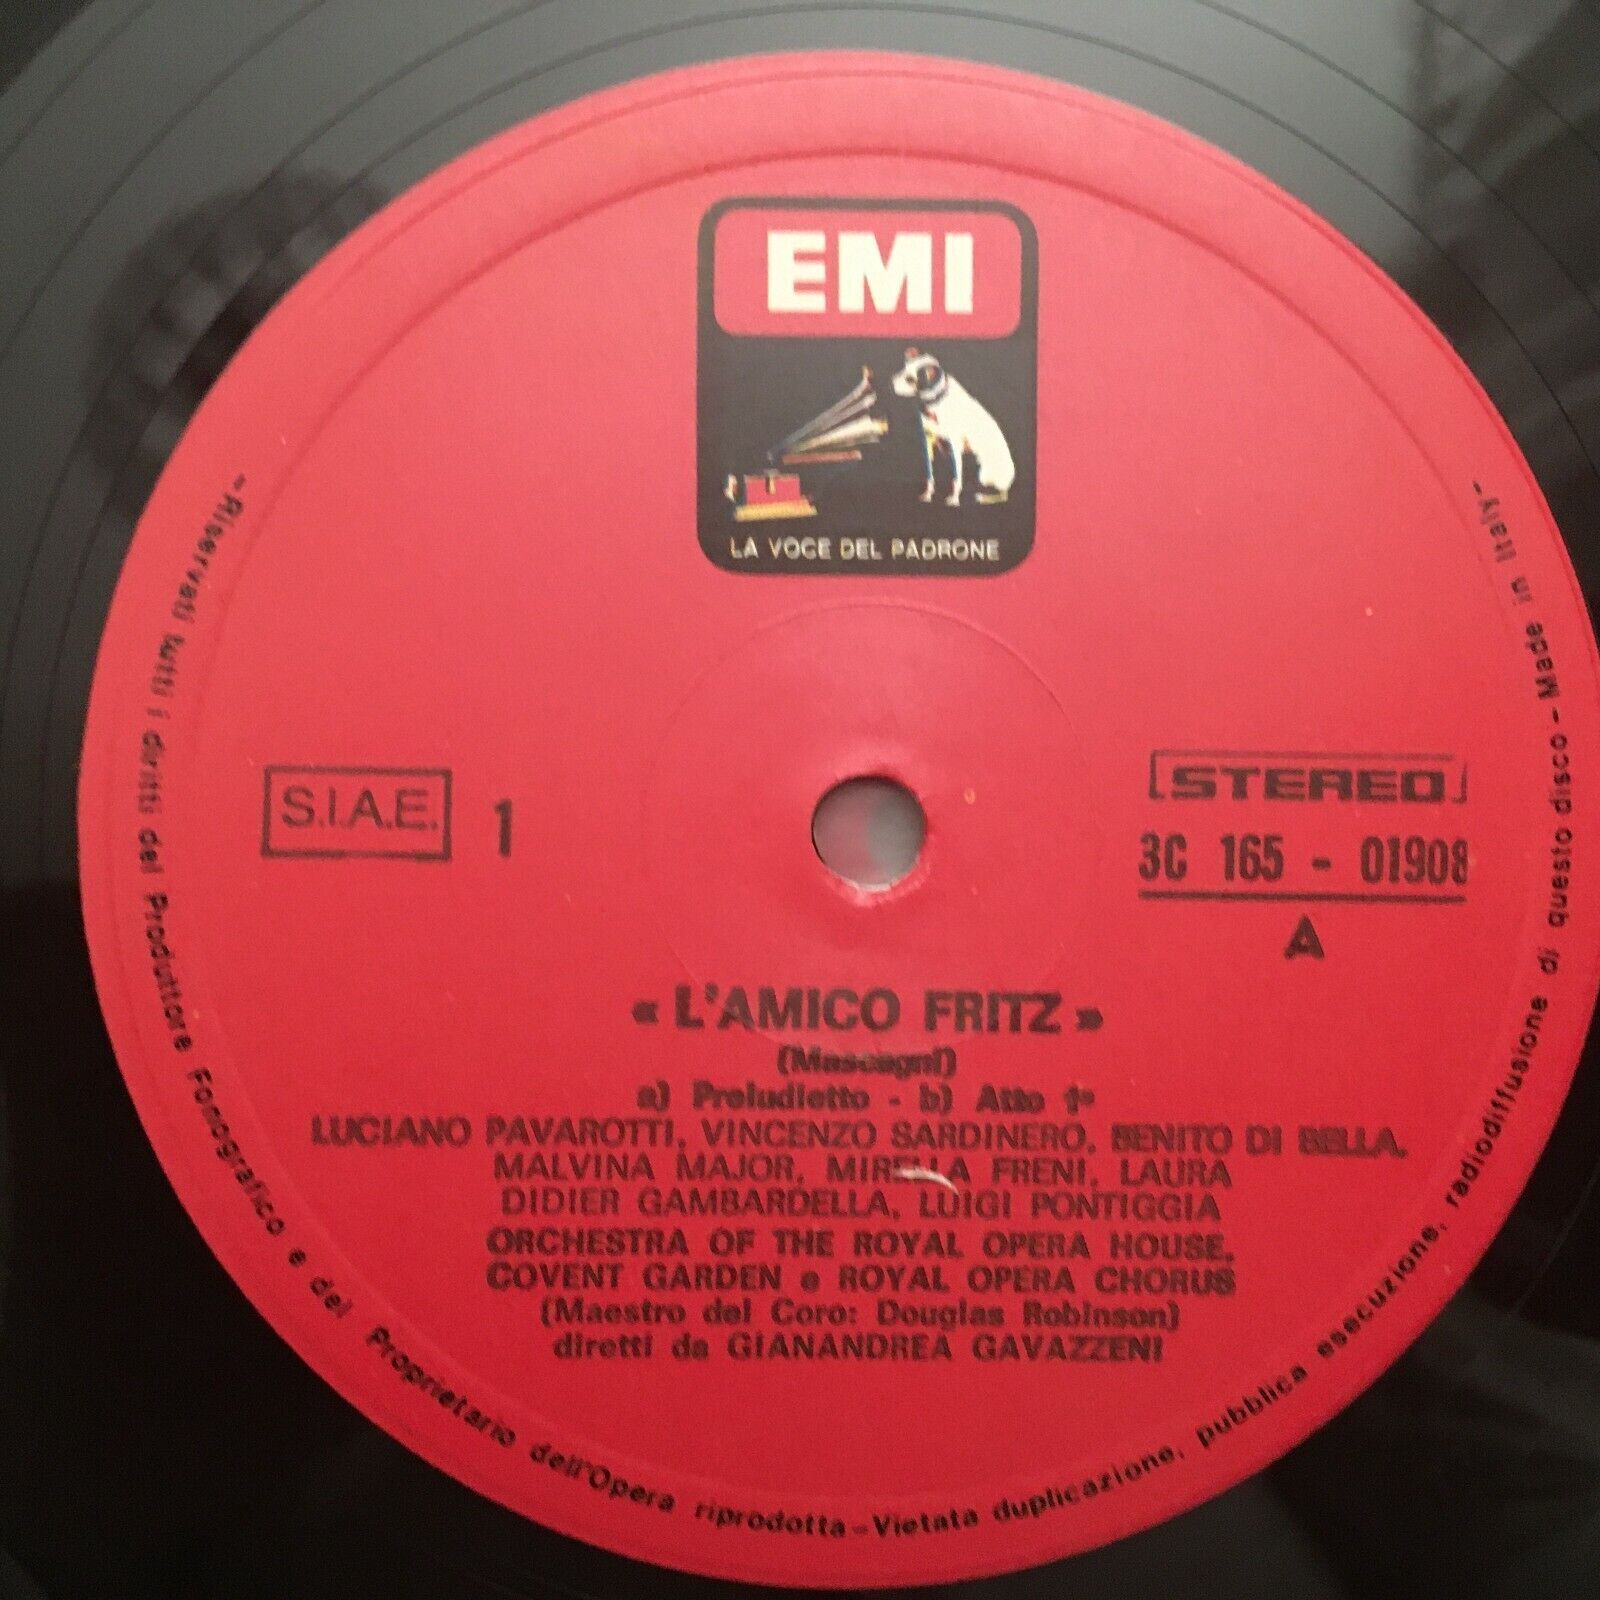 EMI
LA VOCE DEL PADRONE
S.I.A.E.
1
STEREO
3C 165 - 01908
A
« L'AMICO FRITZ »
(Mascagni)
a) Preludietto - b) Atto 1°
LUCIANO PAVAROTTI, VINCENZO SARDINERO, BENITO DI BELLA,
MALVINA MAJOR, MIRELLA FRENI, LAURA
DIDIER GAMBARDELLA, LUIGI PONTIGGIA
ORCHESTRA OF THE ROYAL OPERA HOUSE,
COVENT GARDEN e ROYAL OPERA CHORUS
(Maestro del Coro: Douglas Robinson)
diretti da GIANANDREA GAVAZZENI
- Riservati tutti i diritti del Produttore Fonografico e del Proprietario dell'Opera riprodotta - Vietata duplicazione, pubblica esecuzione, radiodiffusione di questo disco - Made in Italy -